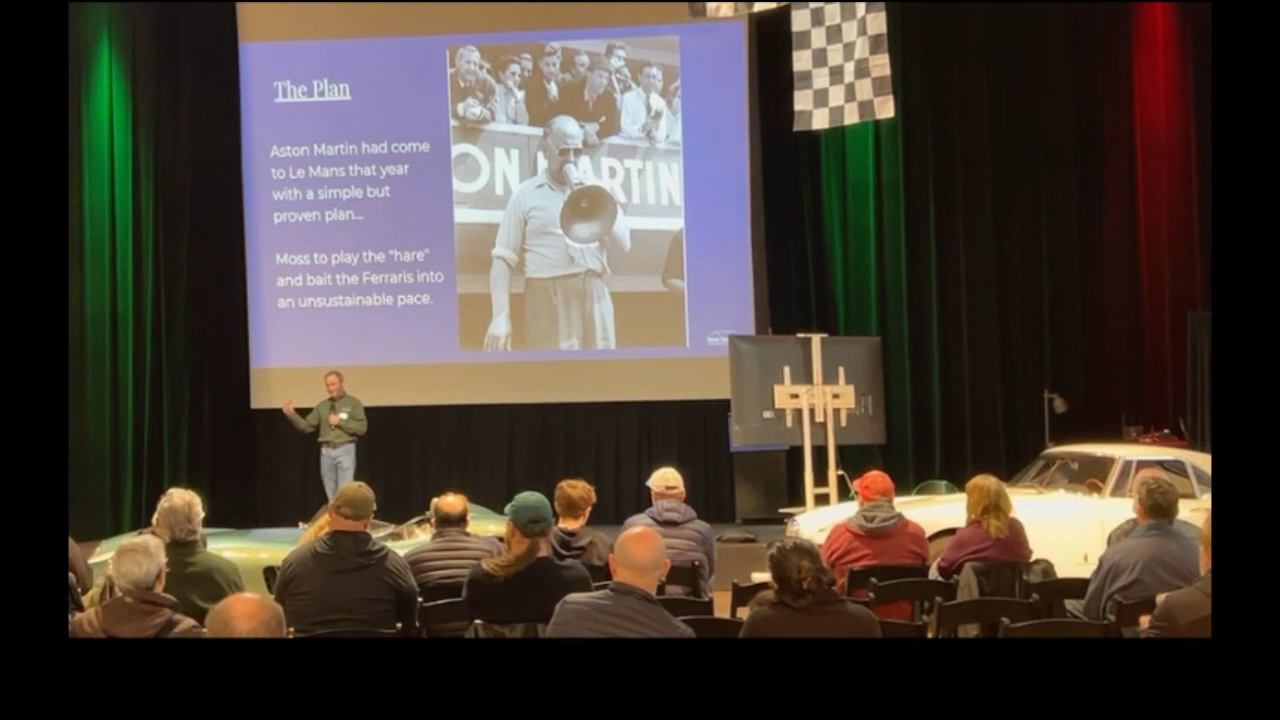 The Plan
Aston Martin had come
to Le Mans that year
with a simple but
proven plan...
Moss to play the "hare"
and bait the Ferraris into
an unsustainable pace.
ON MARTIN